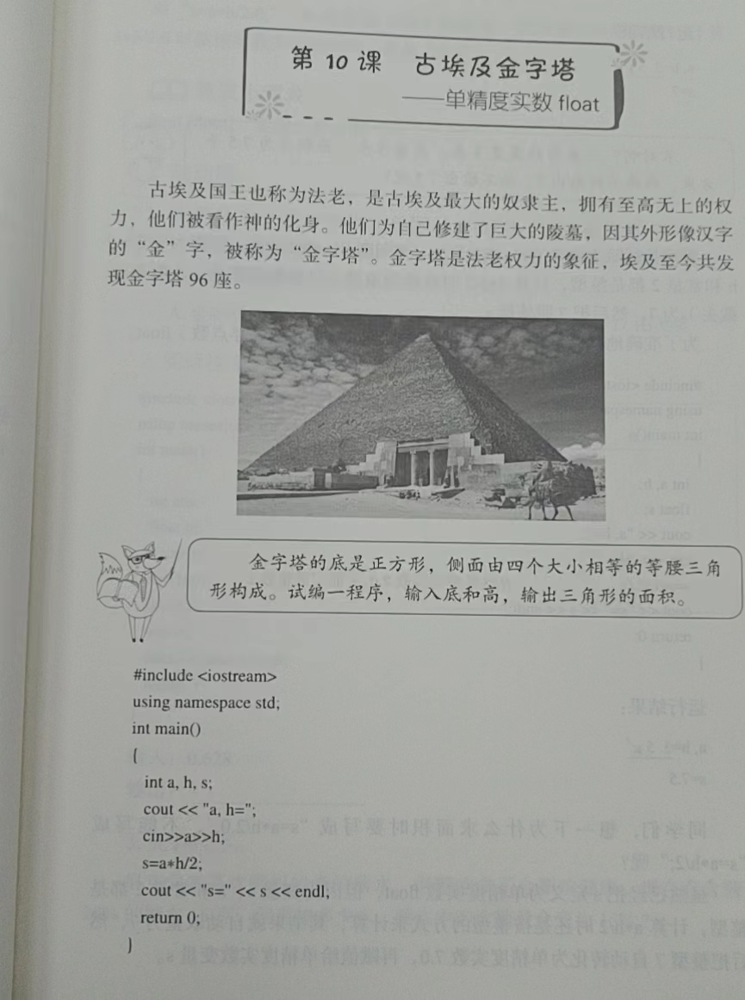 第 10 课 古埃及金字塔
——单精度实数 float
古埃及国王也称为法老，是古埃及最大的奴隶主，拥有至高无上的权
力，他们被看作神的化身。他们为自己修建了巨大的陵墓，因其外形像汉字
的“金”字，被称为“金字塔”。金字塔是法老权力的象征，埃及至今共发
现金字塔 96 座。
金字塔的底是正方形，侧面由四个大小相等的等腰三角
形构成。试编一程序，输入底和高，输出三角形的面积。
#include <iostream>
using namespace std;
int main()
{
int a, h, s;
cout << "a, h=";
cin>>a>>h;
s=a*h/2;
cout << "s=" << s << endl;
return 0;
}